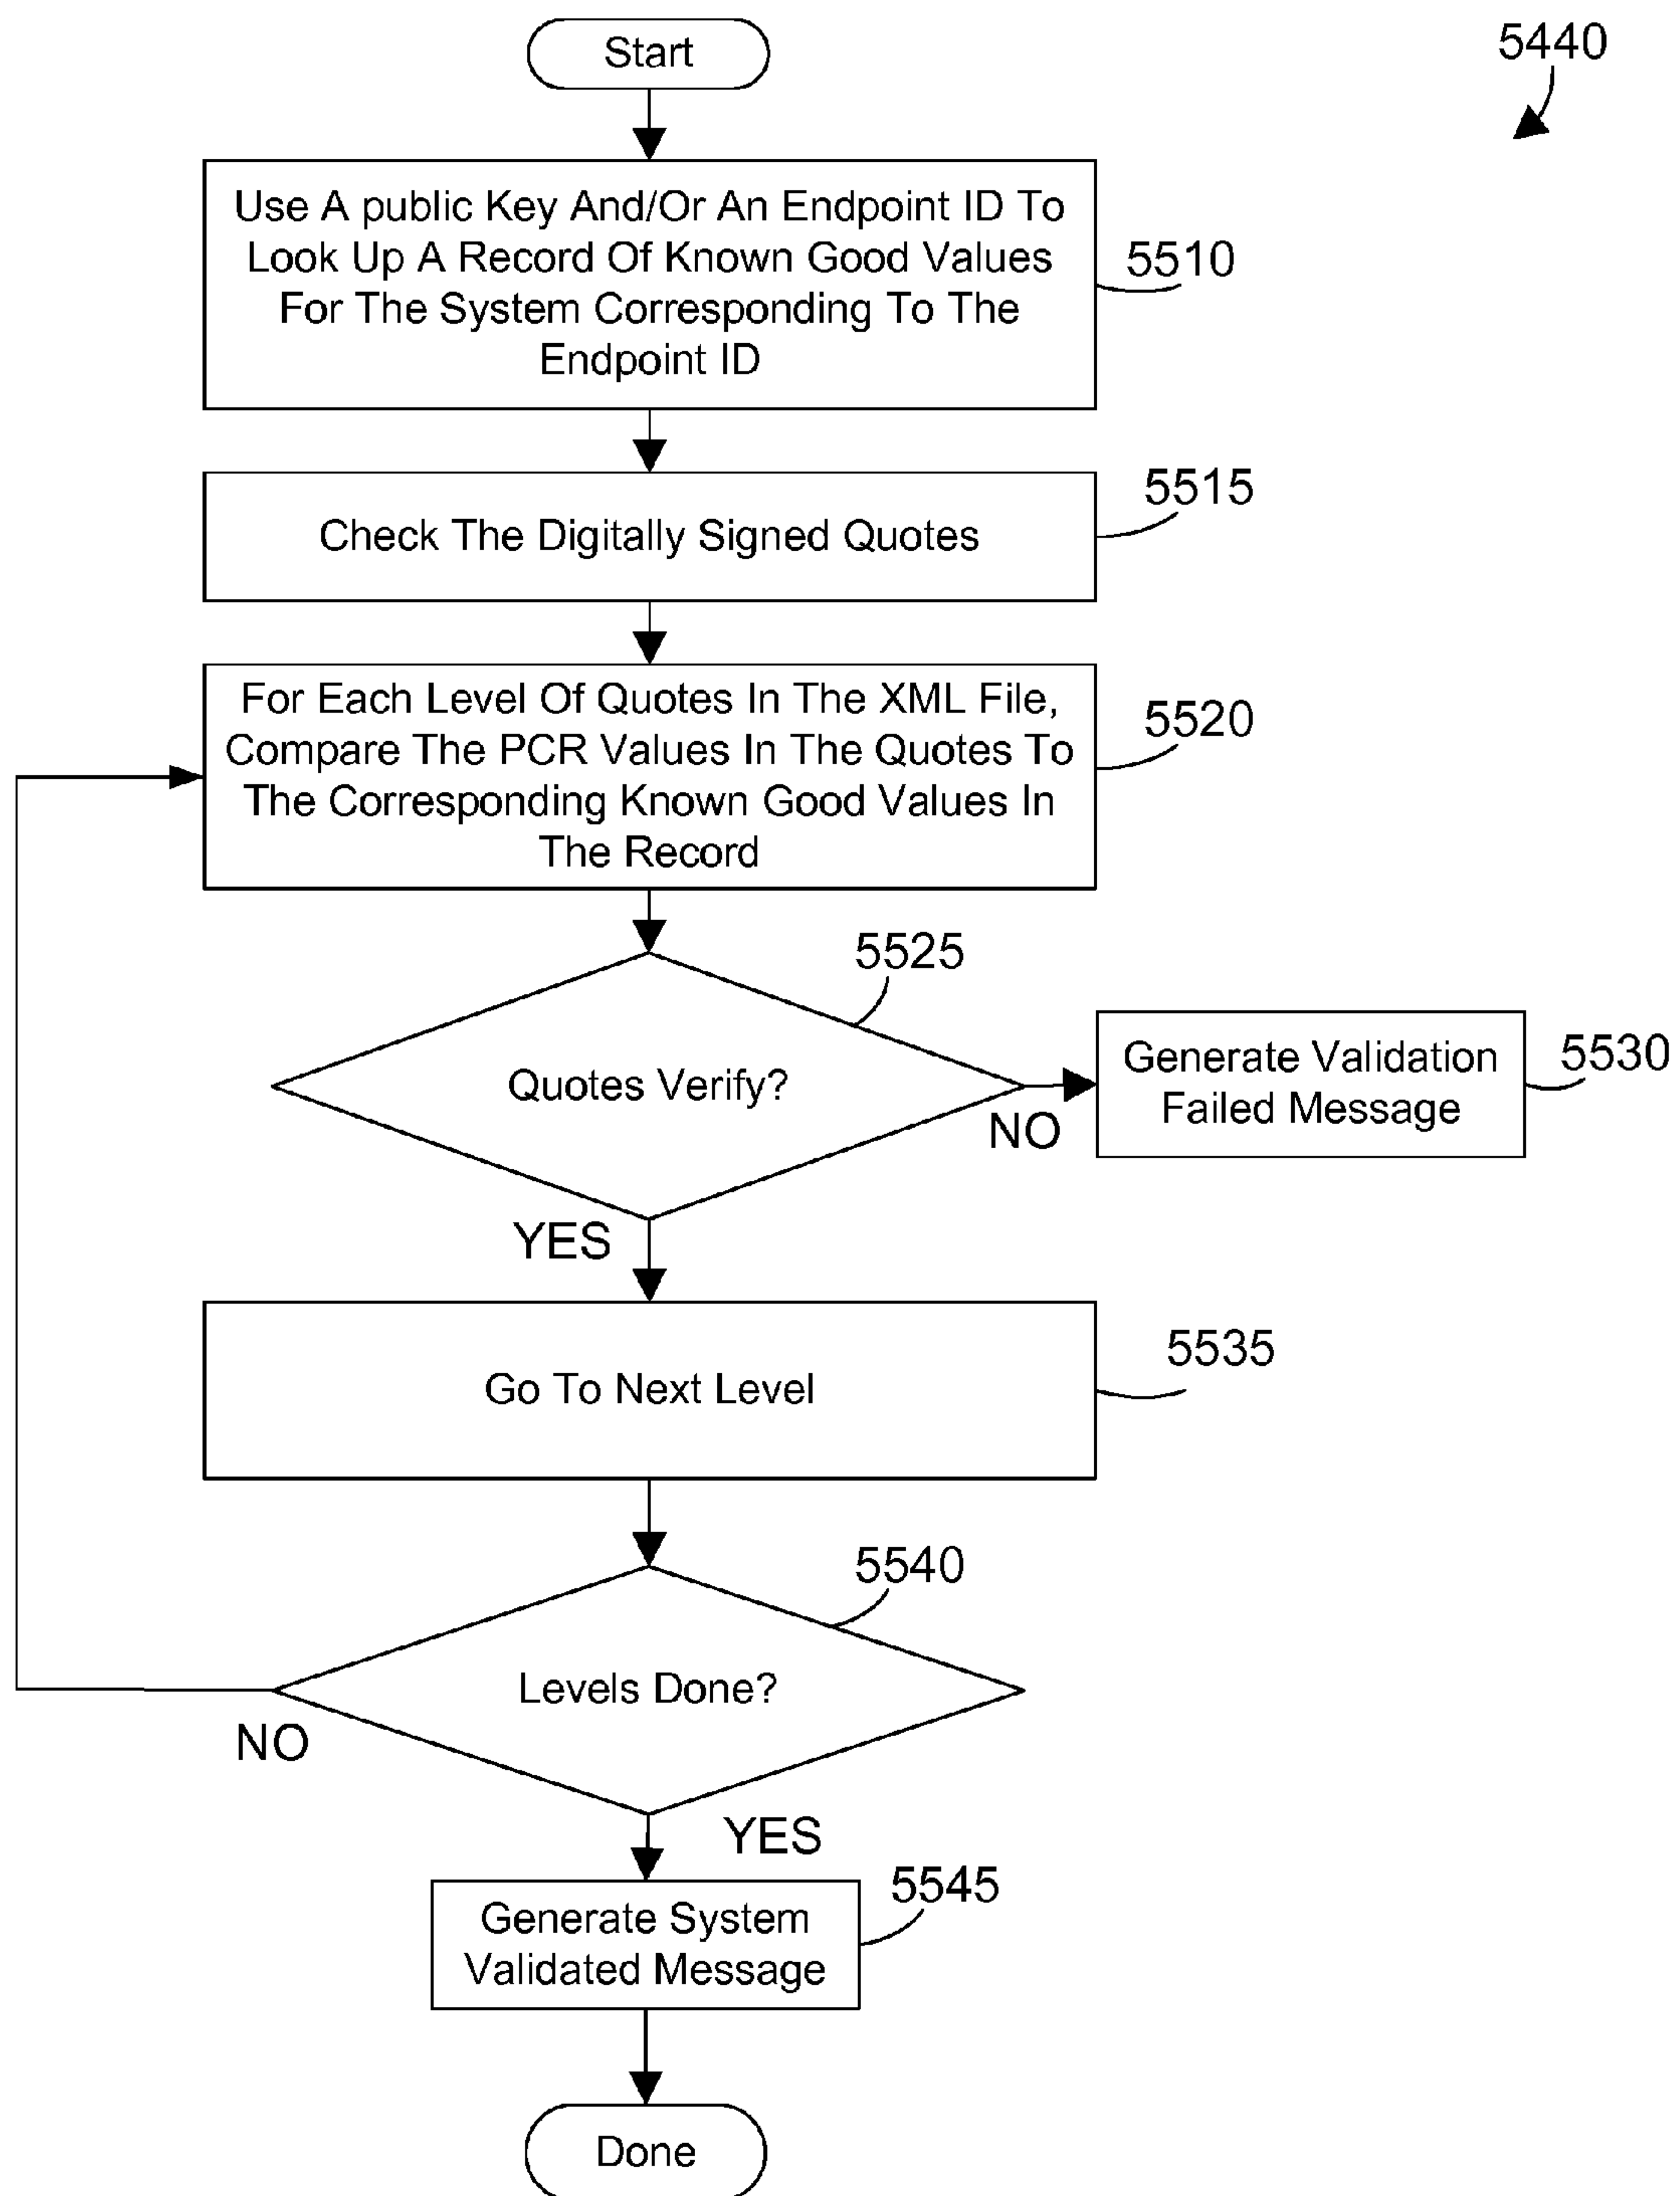 Start
5440
Use A public Key And/Or An Endpoint ID To
Look Up A Record Of Known Good Values
For The System Corresponding To The
Endpoint ID
5510
Check The Digitally Signed Quotes
5515
For Each Level Of Quotes In The XML File,
Compare The PCR Values In The Quotes To
The Corresponding Known Good Values In
The Record
5520
5525
Quotes Verify?
NO
Generate Validation
Failed Message
5530
YES
Go To Next Level
5535
5540
Levels Done?
NO
YES
5545
Generate System
Validated Message
Done